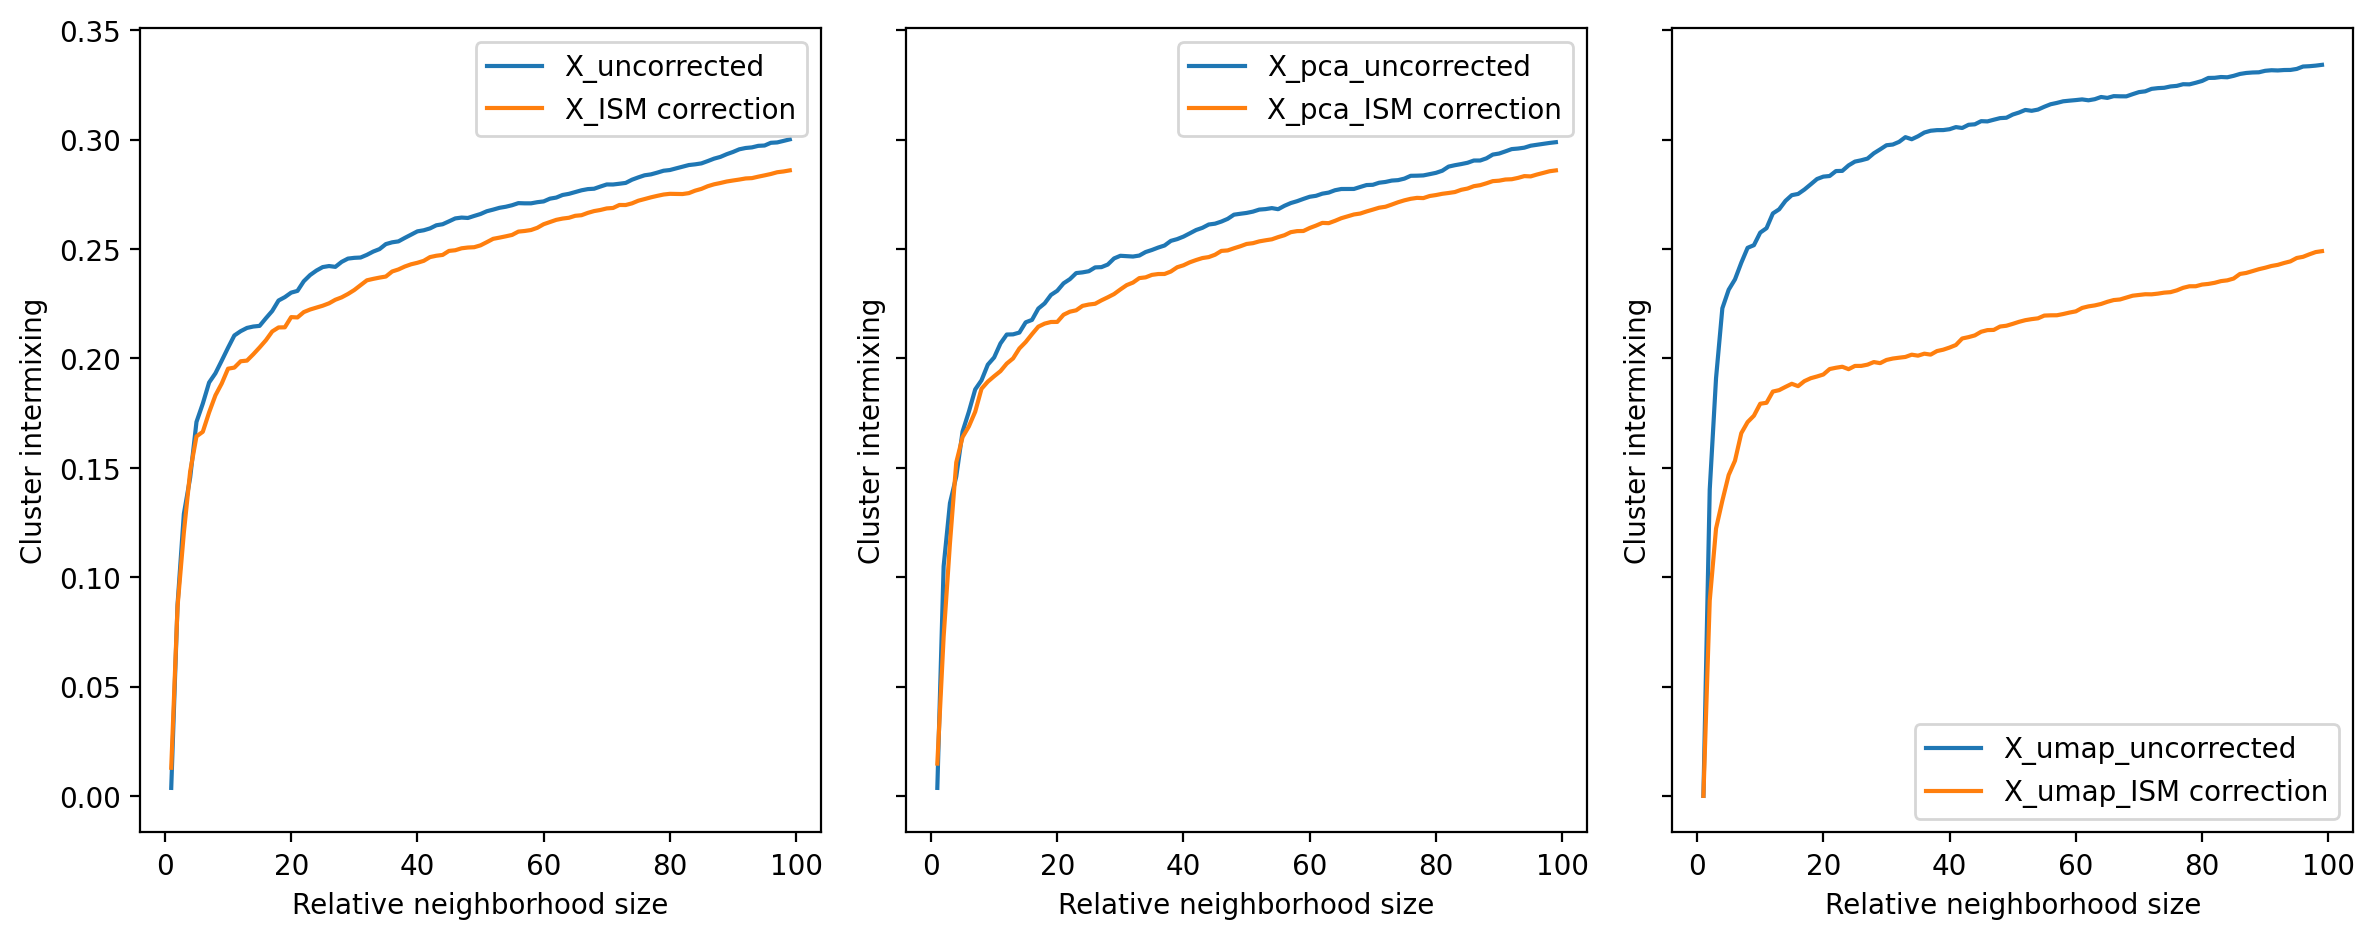 0.35
0.30
0.25
0.20
0.15
0.10
0.05
0.00
Cluster intermixing
X_uncorrected
X_ISM correction
0 20 40 60 80 100
Relative neighborhood size
Cluster intermixing
X_pca_uncorrected
X_pca_ISM correction
0 20 40 60 80 100
Relative neighborhood size
Cluster intermixing
X_umap_uncorrected
X_umap_ISM correction
0 20 40 60 80 100
Relative neighborhood size